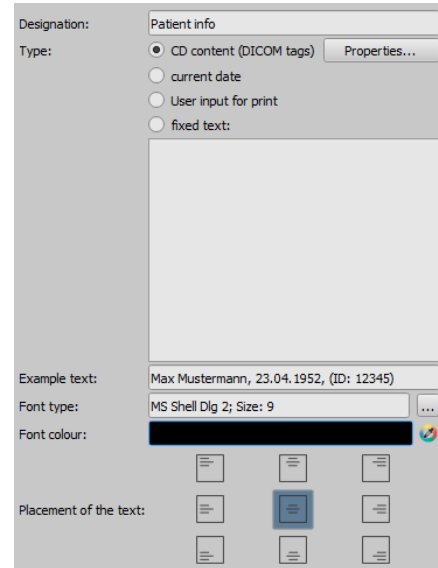 Designation: Patient info
Type: CD content (DICOM tags) Properties...
current date
User input for print
fixed text:
Example text: Max Mustermann, 23.04.1952, (ID: 12345)
Font type: MS Shell Dlg 2; Size: 9 ...
Font colour:
Placement of the text: